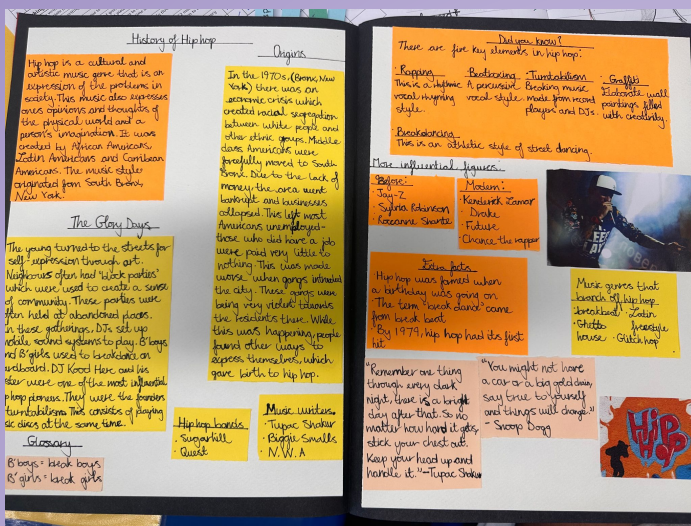 History of Hip hop
Hip hop is a cultural and
artistic music genre that is an
expression of the problems in
society. This music also expresses
ones opinions and thoughts of
the physical world and a
person's imagination. It was
created by African Americans,
Latin Americans and Carribean
Americans. The music styles
originated from South Bronx,
New York.
The Glory Days
The young turned to the streets for
self-expression through art.
Neighbours often had 'block parties'
which were used to create a sense
of community. These parties were
often held at abandoned places.
In these gatherings, DJs set up
mobile sound systems to play. B'boys
and B'girls used to breakdance on
cardboard. DJ Kool Herc and his
sister were one of the most influential
hip hop pioneers. They were the founders
turntabilism. This consists of playing
sic discs at the same time.
Glossary
B'boys = break boys
B'girls = break girls
Origins
In the 1970s, (Bronx, New
York) there was an
economic crisis which
created racial segregation
between white people and
other ethnic groups. Middle
class Americans were
forcefully moved to South
Bronx. Due to the lack of
money, the area went
bankrupt and businesses
collapsed. This left most
Americans unemployed-
those who did have a job
were paid very little to
nothing. This was made
worse when gangs intruded
the city. These gangs were
being very violent towards
the residents there. While
this was happening, people
found other ways to
express themselves, which
gave birth to hip hop.
Hip hop bands
· Sugarhill
· Quest
Music writers
· Tupac Shakur
· Biggie Smalls
· N.W.A
Did you know?
There are five key elements in hip hop:
· Rapping
This is a rhythmic
vocal rhyming
style.
Beatboxing
A percussive
vocal style.
· Turntabilism
Breaking music
made from record
players and DJs.
· Graffiti
Elaborate wall
paintings filled
with creativity.
· Breakdancing
This is an athletic style of street dancing.
More influential figures
Before:
· Jay-Z
· Sylvia Robinson
· Roxanne Shante
Modern:
· Kendrick Lamar
· Drake
· Future
· Chance the rapper
Extra facts
Hip hop was formed when
a birthday was going on.
The term 'break dance' came
from break beat
By 1979, hip hop had its first
hit
Music genres that
branch off hip hop
· breakbeat · Latin
· Ghetto freestyle
house · Glitch hop
"Remember one thing
through every dark
night, there is a bright
day after that. So no
matter how hard it gets,
stick your chest out.
Keep your head up and
handle it." -Tupac Shakur
"You might not have
a car or a big gold chain,
say true to yourself
and things will change."
- Snoop Dogg
HIP
HOP